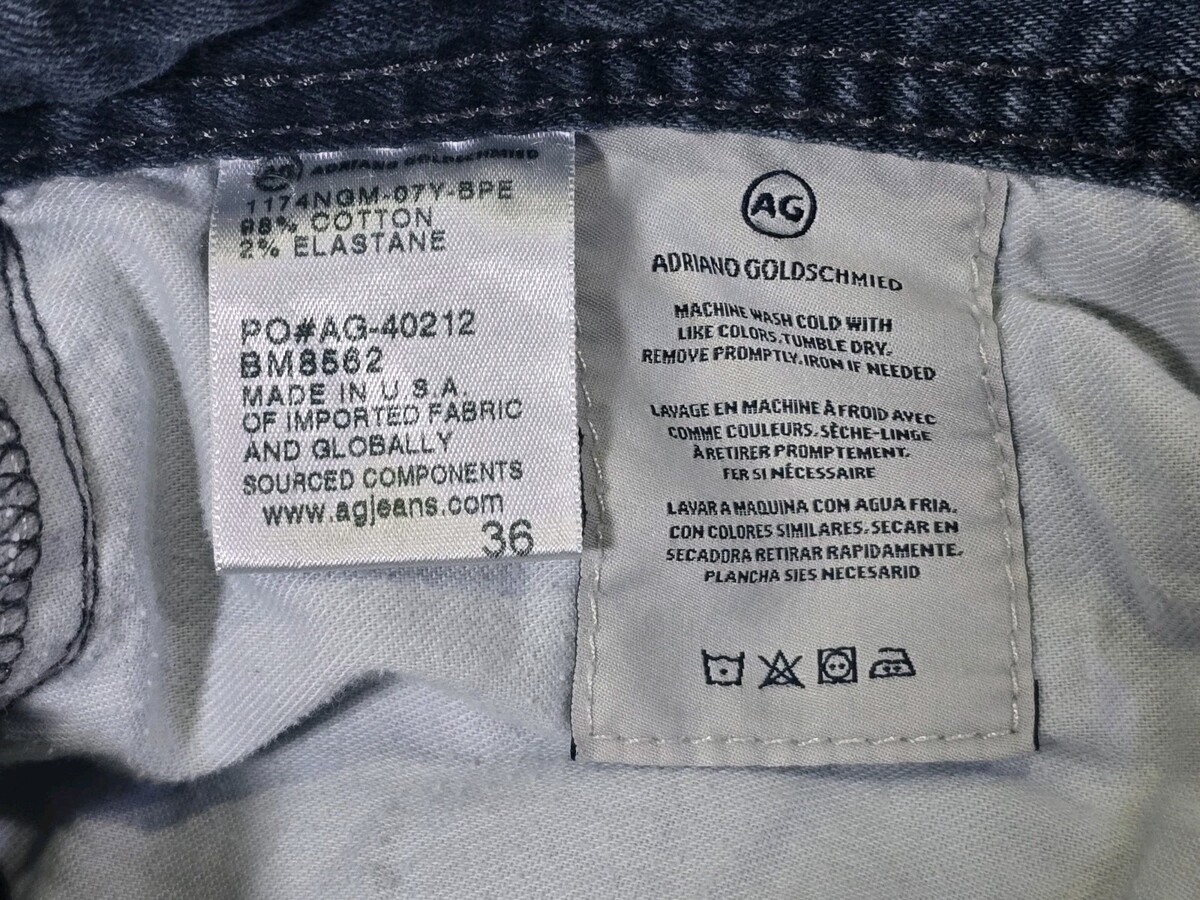 ADRIANO GOLDSCHMIED
1174NGM-07Y-BPE
98% COTTON
2% ELASTANE
PO#AG-40212
BM8562
MADE IN U.S.A.
OF IMPORTED FABRIC
AND GLOBALLY
SOURCED COMPONENTS
www.agjeans.com
36
AG
ADRIANO GOLDSCHMIED
MACHINE WASH COLD WITH
LIKE COLORS.TUMBLE DRY.
REMOVE PROMPTLY.IRON IF NEEDED
LAVAGE EN MACHINE À FROID AVEC
COMME COULEURS.SÈCHE-LINGE
À RETIRER PROMPTEMENT.
FER SI NÉCESSAIRE
LAVAR A MAQUINA CON AGUA FRIA.
CON COLORES SIMILARES.SECAR EN
SECADORA RETIRAR RAPIDAMENTE.
PLANCHA SIES NECESARID